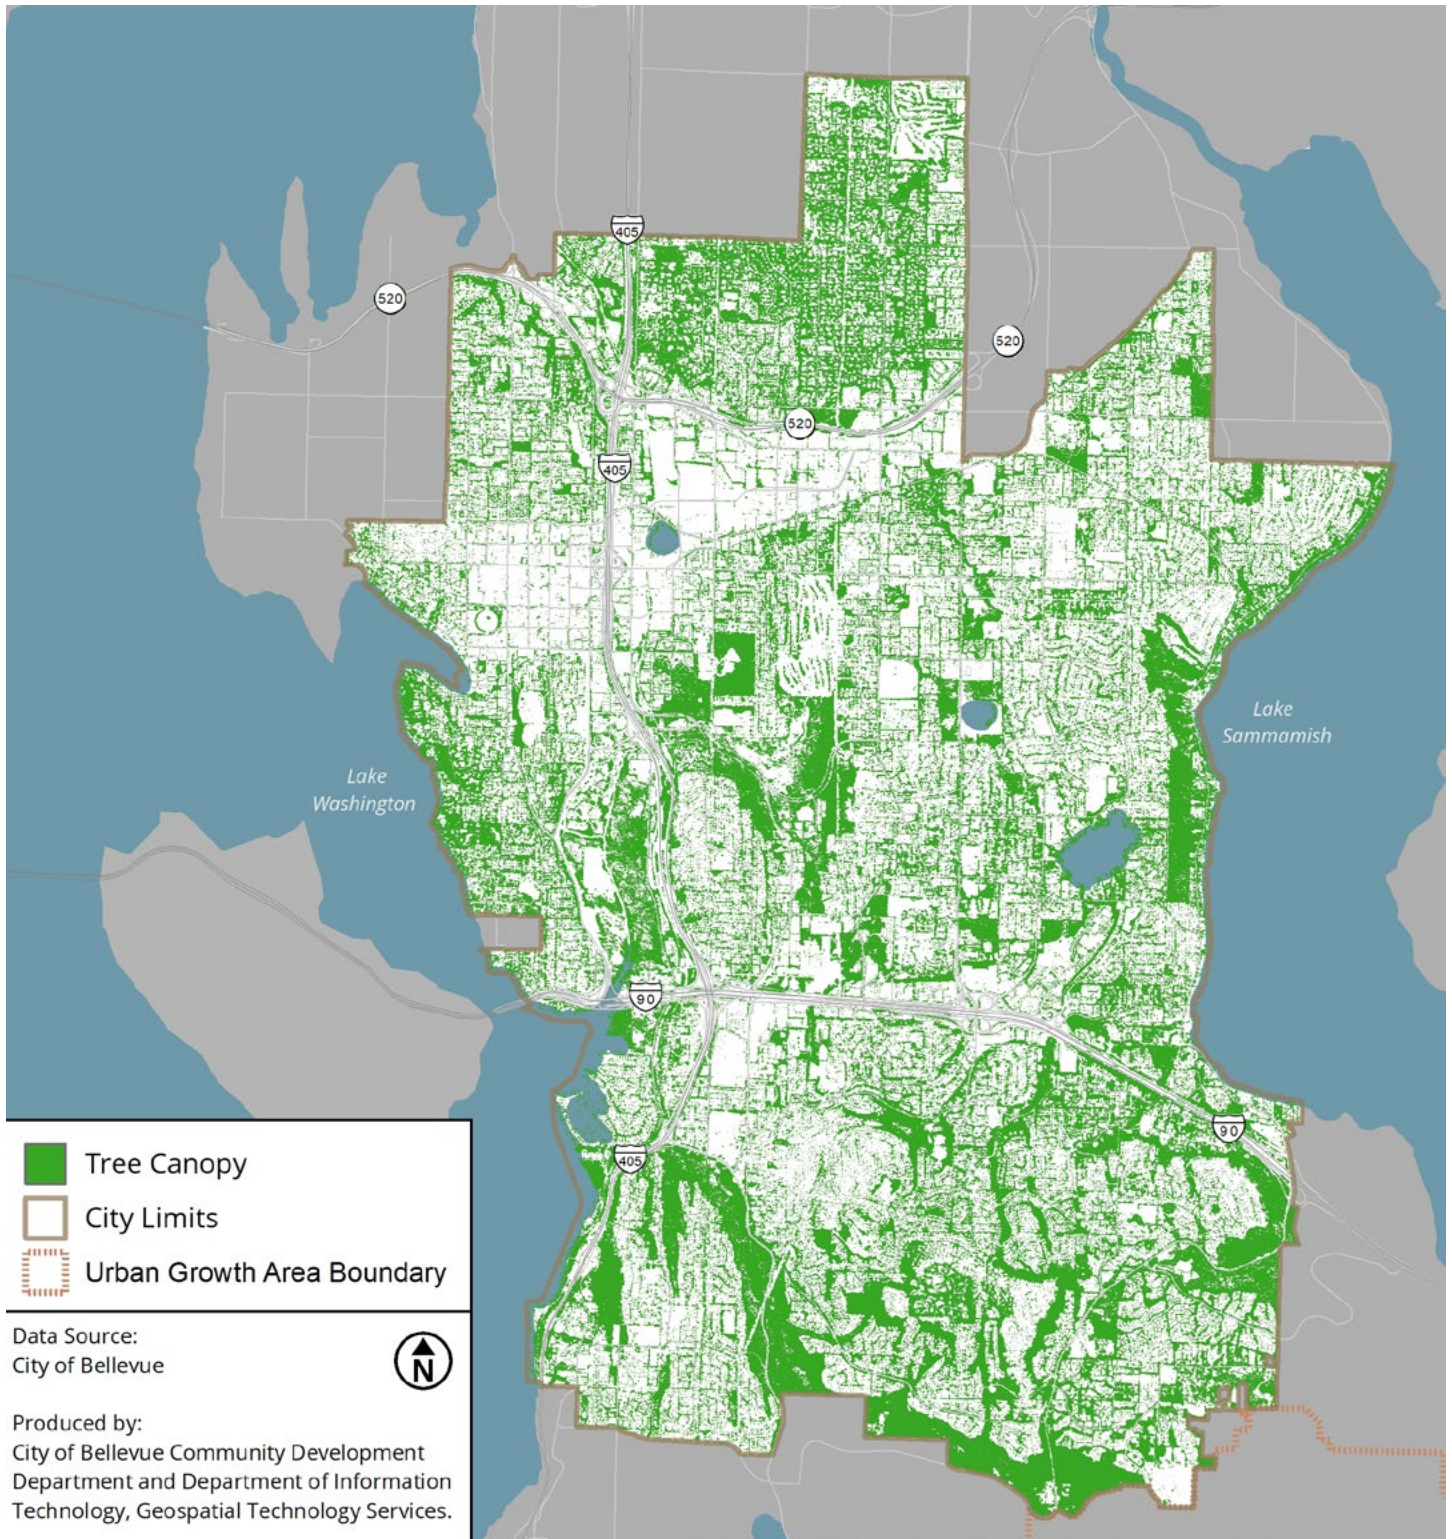 405
520
520
520
405
Lake
Sammamish
Lake
Washington
90
90
405
Tree Canopy
City Limits
Urban Growth Area Boundary
Data Source:
City of Bellevue
N
Produced by:
City of Bellevue Community Development
Department and Department of Information
Technology, Geospatial Technology Services.